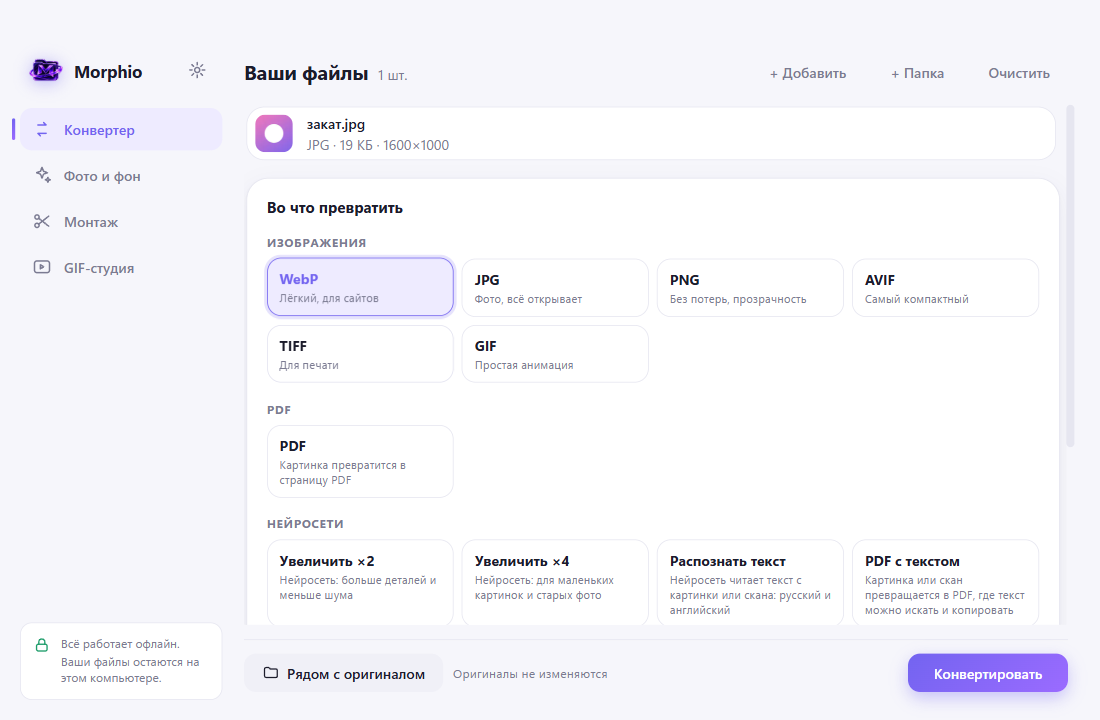 Morphio
Конвертер
Фото и фон
Монтаж
GIF-студия
Всё работает офлайн.
Ваши файлы остаются на
этом компьютере.
Ваши файлы 1 шт.
+ Добавить
+ Папка
Очистить
закат.jpg
JPG · 19 КБ · 1600×1000
Во что превратить
ИЗОБРАЖЕНИЯ
WebP
Лёгкий, для сайтов
JPG
Фото, всё открывает
PNG
Без потерь, прозрачность
AVIF
Самый компактный
TIFF
Для печати
GIF
Простая анимация
PDF
PDF
Картинка превратится в
страницу PDF
НЕЙРОСЕТИ
Увеличить ×2
Нейросеть: больше деталей и
меньше шума
Увеличить ×4
Нейросеть: для маленьких
картинок и старых фото
Распознать текст
Нейросеть читает текст с
картинки или скана: русский и
английский
PDF с текстом
Картинка или скан
превращается в PDF, где текст
можно искать и копировать
Рядом с оригиналом
Оригиналы не изменяются
Конвертировать